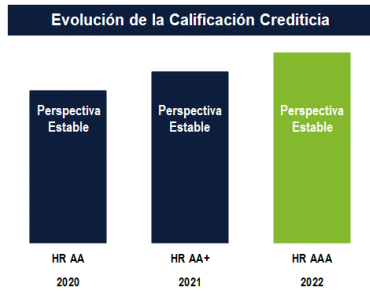 Evolución de la Calificación Crediticia
Perspectiva
Estable
Perspectiva
Estable
Perspectiva
Estable
HR AA
HR AA+
HR AAA
2020
2021
2022